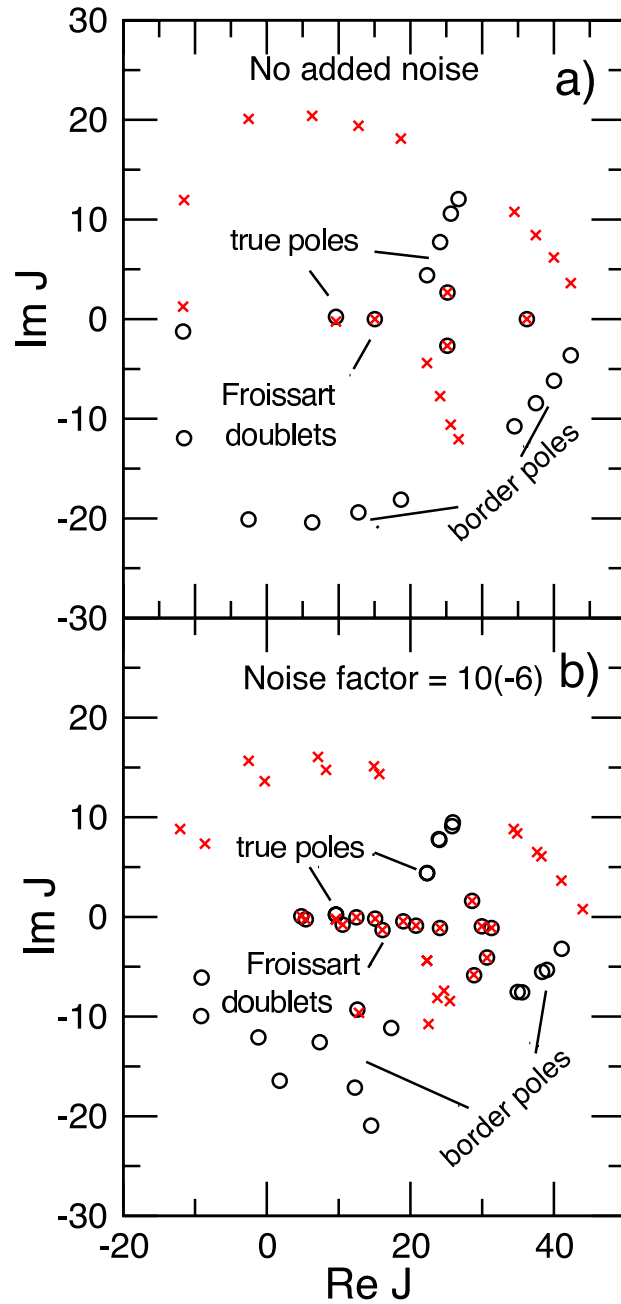 30
No added noise
a)
20
10
true poles
0
Froissart
doublets
-10
border poles
-20
-30
Im J
-20
Noise factor = 10(-6)
b)
20
10
true poles
0
Froissart
doublets
-10
border poles
-20
-30
Im J
0
20
40
Re J